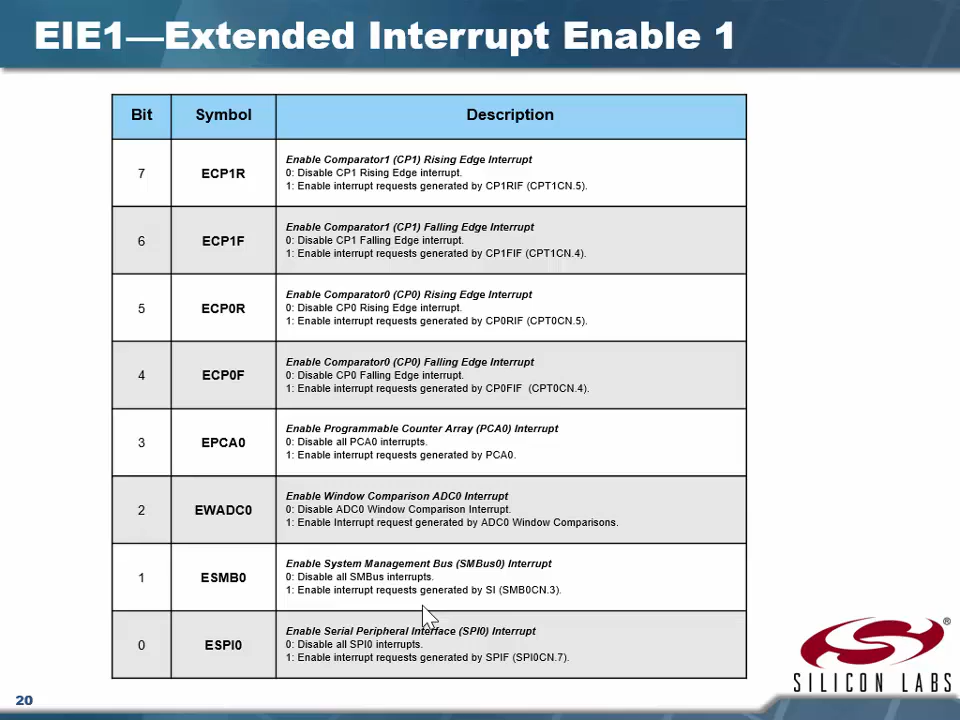 EIE1—Extended Interrupt Enable 1
Bit Symbol Description
7 ECP1R
Enable Comparator1 (CP1) Rising Edge Interrupt
0: Disable CP1 Rising Edge interrupt.
1: Enable interrupt requests generated by CP1RIF (CPT1CN.5).
6 ECP1F
Enable Comparator1 (CP1) Falling Edge Interrupt
0: Disable CP1 Falling Edge interrupt.
1: Enable interrupt requests generated by CP1FIF (CPT1CN.4).
5 ECP0R
Enable Comparator0 (CP0) Rising Edge Interrupt
0: Disable CP0 Rising Edge interrupt.
1: Enable interrupt requests generated by CP0RIF (CPT0CN.5).
4 ECP0F
Enable Comparator0 (CP0) Falling Edge Interrupt
0: Disable CP0 Falling Edge interrupt.
1: Enable interrupt requests generated by CP0FIF (CPT0CN.4).
3 EPCA0
Enable Programmable Counter Array (PCA0) Interrupt
0: Disable all PCA0 interrupts.
1: Enable interrupt requests generated by PCA0.
2 EWADC0
Enable Window Comparison ADC0 Interrupt
0: Disable ADC0 Window Comparison Interrupt.
1: Enable Interrupt request generated by ADC0 Window Comparisons.
1 ESMB0
Enable System Management Bus (SMBus0) Interrupt
0: Disable all SMBus interrupts.
1: Enable interrupt requests generated by SI (SMB0CN.3).
0 ESPI0
Enable Serial Peripheral Interface (SPI0) Interrupt
0: Disable all SPI0 interrupts.
1: Enable interrupt requests generated by SPIF (SPI0CN.7).
®
SILICON LABS
20